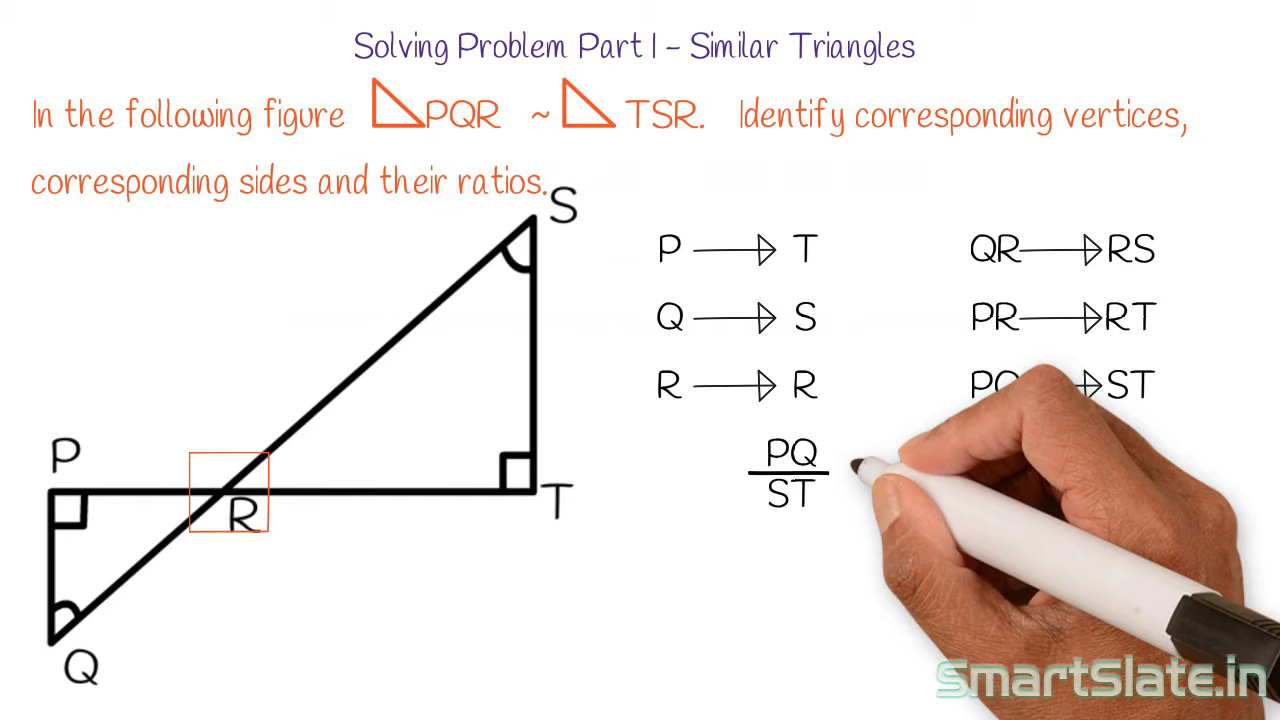 Solving Problem Part 1 - Similar Triangles
In the following figure PQR ~ TSR. Identify corresponding vertices,
corresponding sides and their ratios.
S
P T QR RS
Q S PR RT
R R PQ ST
P
PQ
ST
R
T
Q
SmartSlate.in